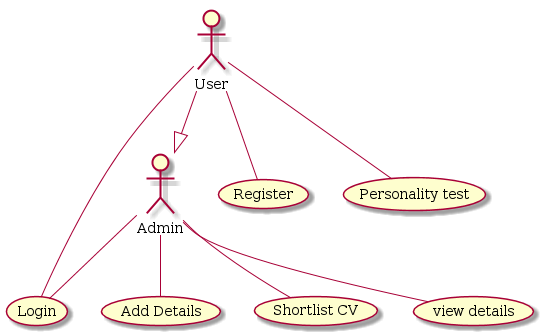 User
Register
Personality test
Admin
Login
Add Details
Shortlist CV
view details